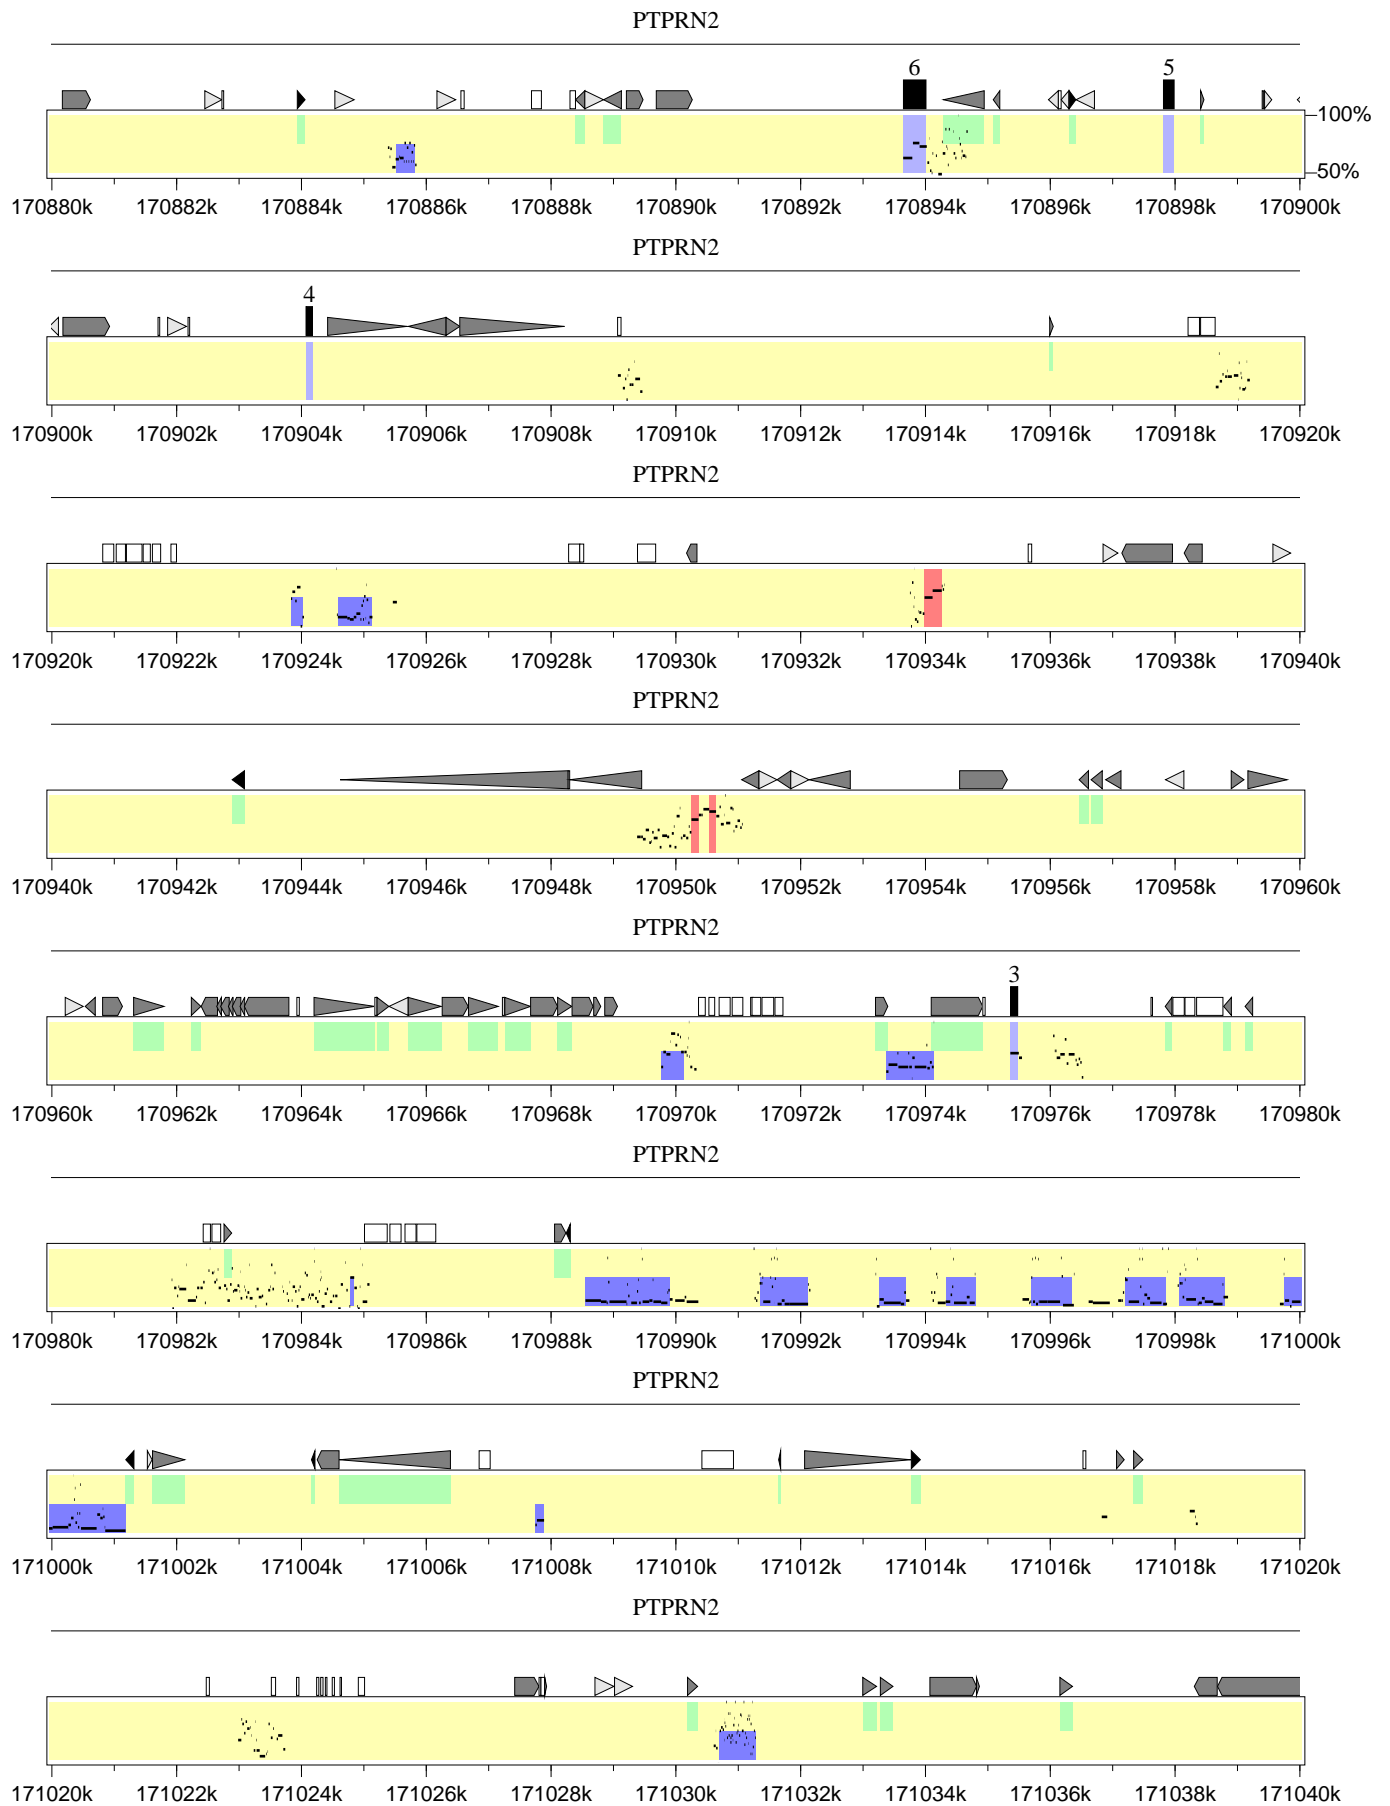 PTPRN2
6 5
100%
50%
170880k 170882k 170884k 170886k 170888k 170890k 170892k 170894k 170896k 170898k 170900k
PTPRN2
4
170900k 170902k 170904k 170906k 170908k 170910k 170912k 170914k 170916k 170918k 170920k
PTPRN2
170920k 170922k 170924k 170926k 170928k 170930k 170932k 170934k 170936k 170938k 170940k
PTPRN2
170940k 170942k 170944k 170946k 170948k 170950k 170952k 170954k 170956k 170958k 170960k
PTPRN2
3
170960k 170962k 170964k 170966k 170968k 170970k 170972k 170974k 170976k 170978k 170980k
PTPRN2
170980k 170982k 170984k 170986k 170988k 170990k 170992k 170994k 170996k 170998k 171000k
PTPRN2
171000k 171002k 171004k 171006k 171008k 171010k 171012k 171014k 171016k 171018k 171020k
PTPRN2
171020k 171022k 171024k 171026k 171028k 171030k 171032k 171034k 171036k 171038k 171040k